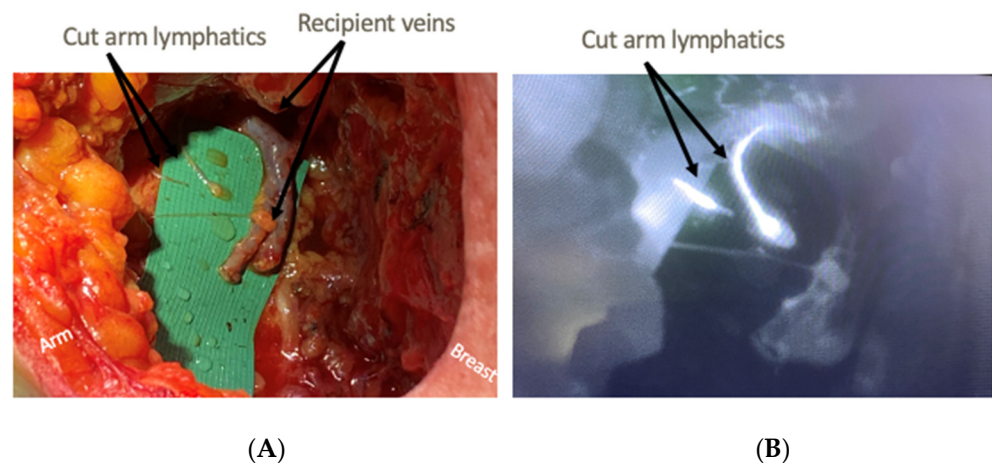 Cut arm lymphatics
Recipient veins
Cut arm lymphatics
Arm
Breast
(A)
(B)